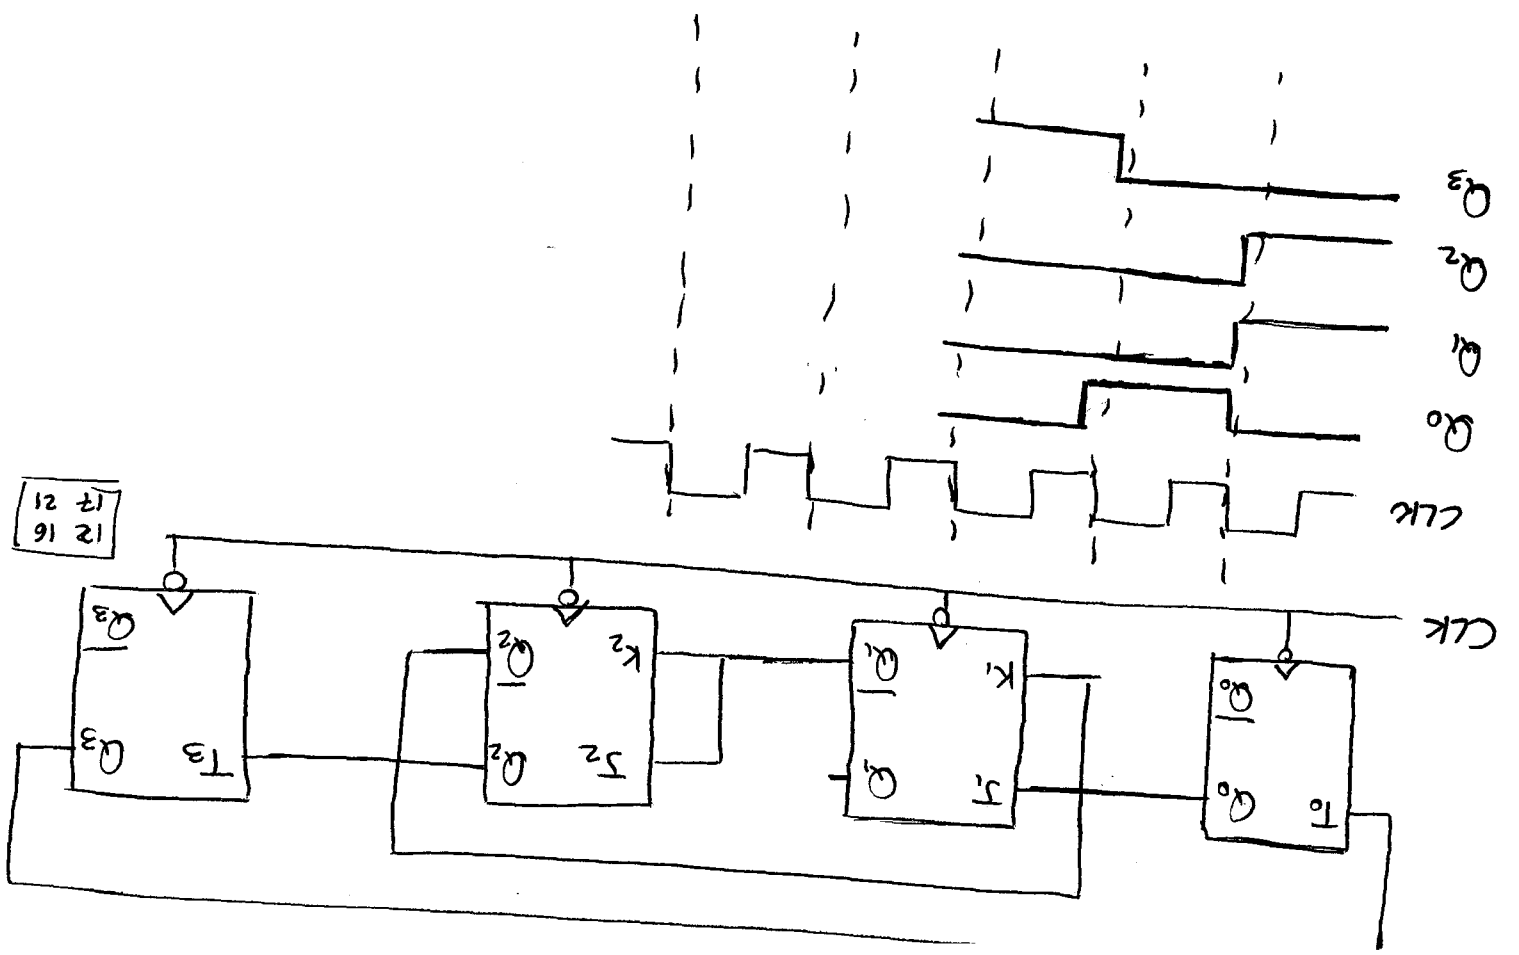 T₀ Q₀ J₁ Q₁ J₂ Q₂ T₃ Q₃
Q̅₀ K₁ Q̅₁ K₂ Q̅₂ Q̅₃
CLK
12 16
17 21
CLK
Q₀
Q₁
Q₂
Q₃